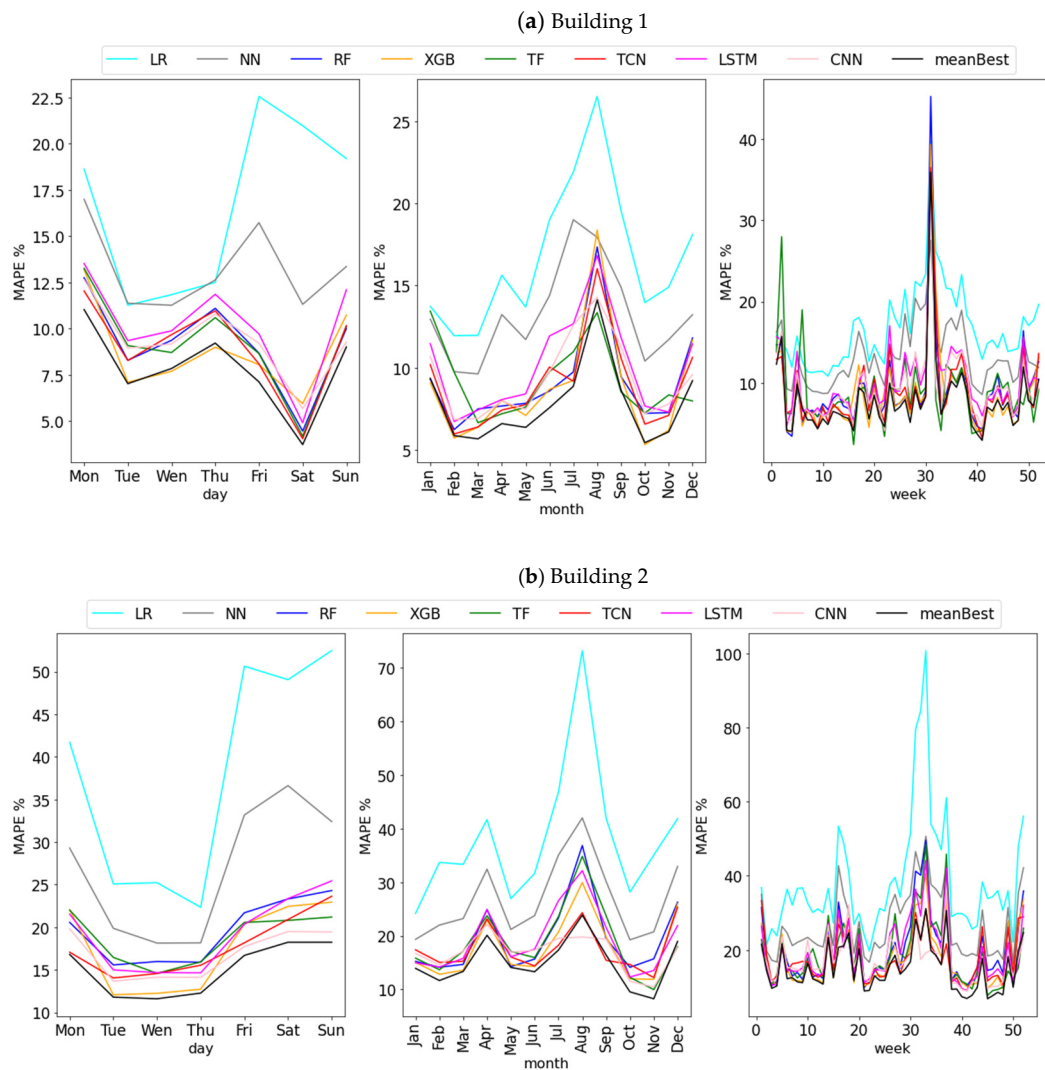 (a) Building 1
LR NN RF XGB TF TCN LSTM CNN meanBest
22.5
20.0
17.5
15.0
12.5
10.0
7.5
5.0
MAPE %
Mon Tue Wen Thu Fri Sat Sun
day
25
20
15
10
5
MAPE %
Jan Feb Mar Apr May Jun Jul Aug Sep Oct Nov Dec
month
40
30
20
10
MAPE %
0 10 20 30 40 50
week
(b) Building 2
LR NN RF XGB TF TCN LSTM CNN meanBest
50
45
40
35
30
25
20
15
10
MAPE %
Mon Tue Wen Thu Fri Sat Sun
day
70
60
50
40
30
20
10
MAPE %
Jan Feb Mar Apr May Jun Jul Aug Sep Oct Nov Dec
month
100
80
60
40
20
MAPE %
0 10 20 30 40 50
week